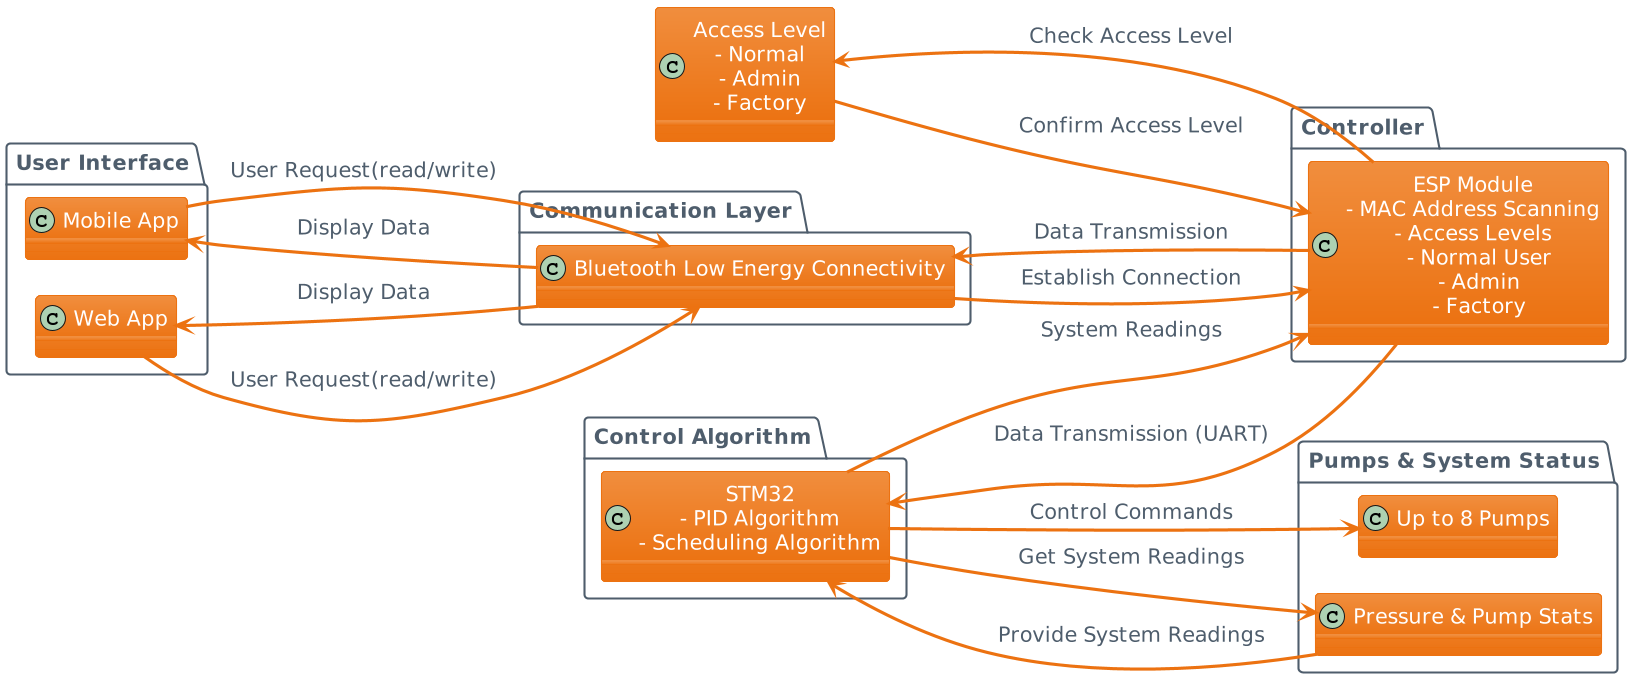 Access Level
- Normal
- Admin
- Factory
C
Check Access Level
Confirm Access Level
User Interface
C Mobile App
C Web App
User Request(read/write)
Display Data
Display Data
User Request(read/write)
Communication Layer
C Bluetooth Low Energy Connectivity
Data Transmission
Establish Connection
System Readings
Controller
ESP Module
- MAC Address Scanning
- Access Levels
- Normal User
- Admin
- Factory
C
Data Transmission (UART)
Control Algorithm
STM32
- PID Algorithm
- Scheduling Algorithm
C
Control Commands
Get System Readings
Provide System Readings
Pumps & System Status
C Up to 8 Pumps
C Pressure & Pump Stats